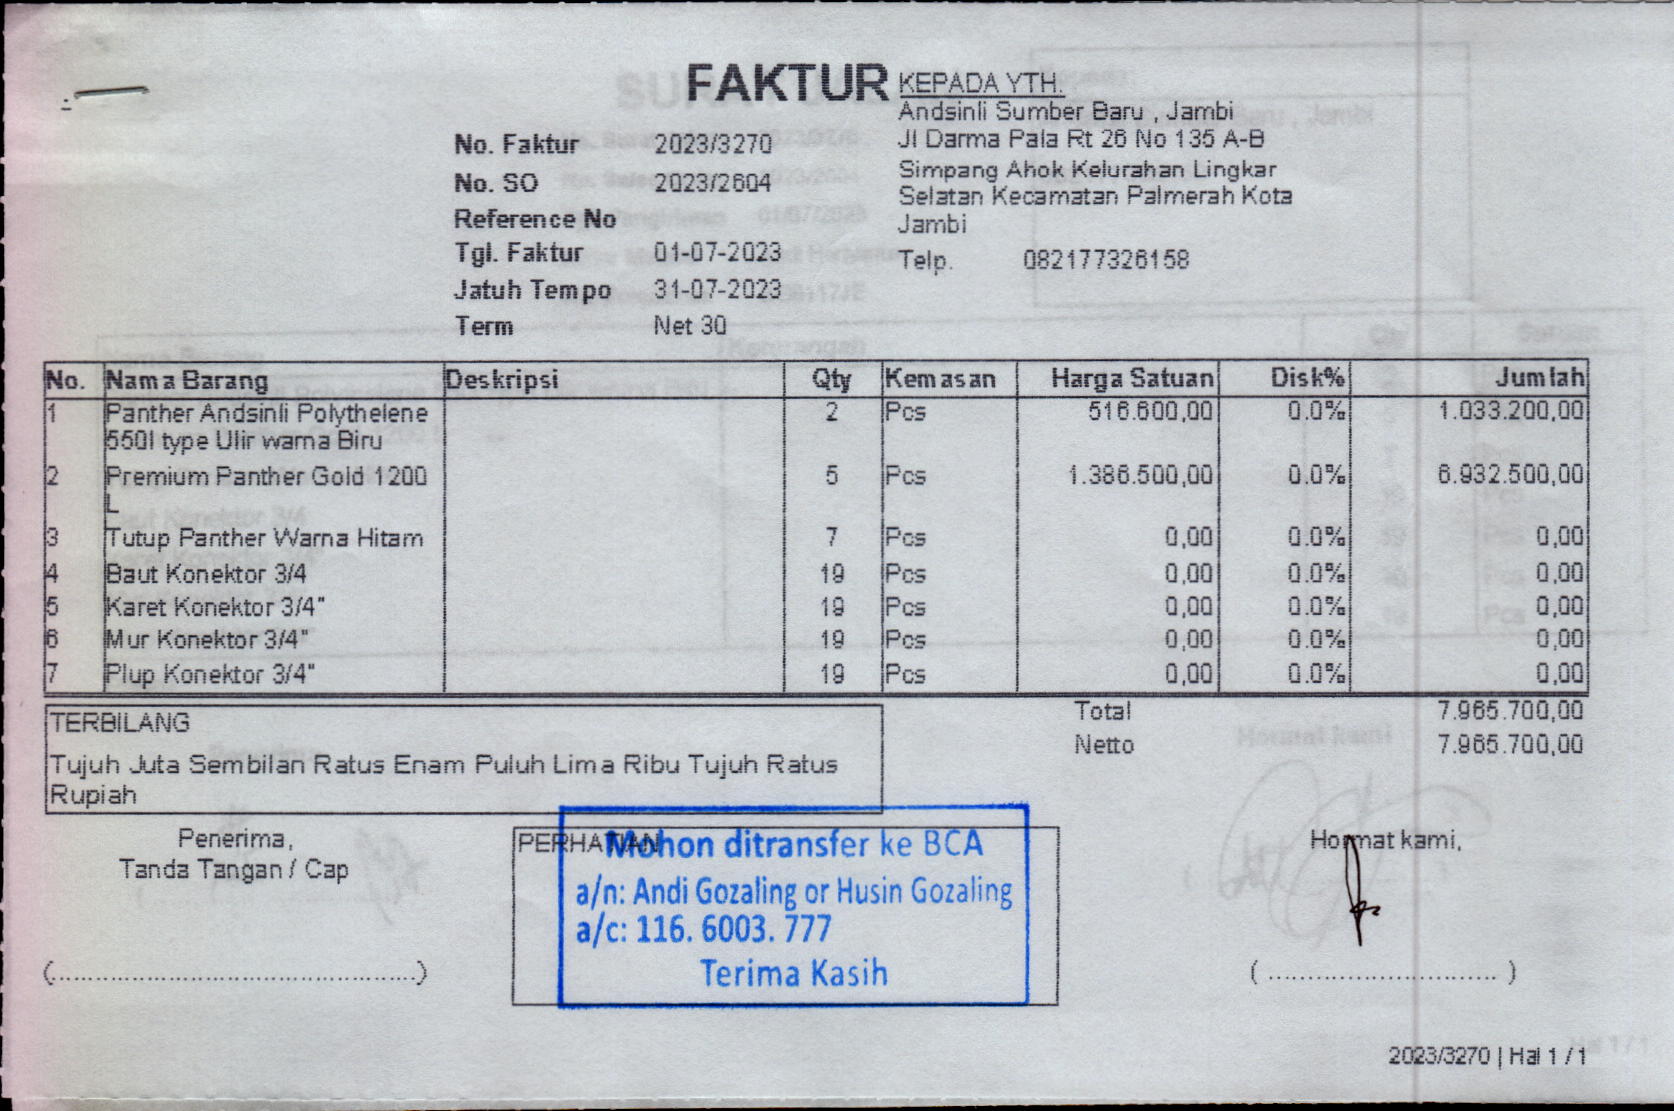 FAKTUR
KEPADA YTH.
Andsinli Sumber Baru , Jambi
Jl Darma Pala Rt 26 No 135 A-B
Simpang Ahok Kelurahan Lingkar
Selatan Kecamatan Palmerah Kota
Jambi
Telp. 082177326158
No. Faktur 2023/3270
No. SO 2023/2604
Reference No
Tgl. Faktur 01-07-2023
Jatuh Tempo 31-07-2023
Term Net 30
No. Nama Barang Deskripsi Qty Kemasan Harga Satuan Disk% Jumlah
1 Panther Andsinli Polythelene 2 Pcs 516.600,00 0.0% 1.033.200,00
550l type Ulir warna Biru
2 Premium Panther Gold 1200 5 Pcs 1.386.500,00 0.0% 6.932.500,00
L
3 Tutup Panther Warna Hitam 7 Pcs 0,00 0.0% 0,00
4 Baut Konektor 3/4 19 Pcs 0,00 0.0% 0,00
5 Karet Konektor 3/4" 19 Pcs 0,00 0.0% 0,00
6 Mur Konektor 3/4" 19 Pcs 0,00 0.0% 0,00
7 Plup Konektor 3/4" 19 Pcs 0,00 0.0% 0,00
TERBILANG
Tujuh Juta Sembilan Ratus Enam Puluh Lima Ribu Tujuh Ratus
Rupiah
Total 7.965.700,00
Netto 7.965.700,00
Penerima,
Tanda Tangan / Cap
(..........................................)
PERHATIAN
Mohon ditransfer ke BCA
a/n: Andi Gozaling or Husin Gozaling
a/c: 116. 6003. 777
Terima Kasih
Hormat kami,
( ........................... )
2023/3270 | Hal 1 / 1